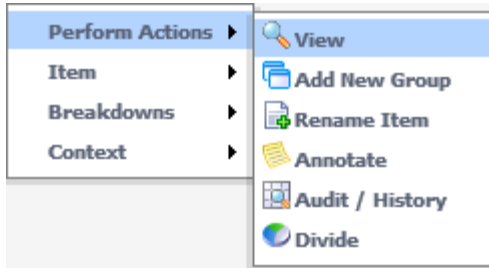 Perform Actions
Item
Breakdowns
Context
View
Add New Group
Rename Item
Annotate
Audit / History
Divide